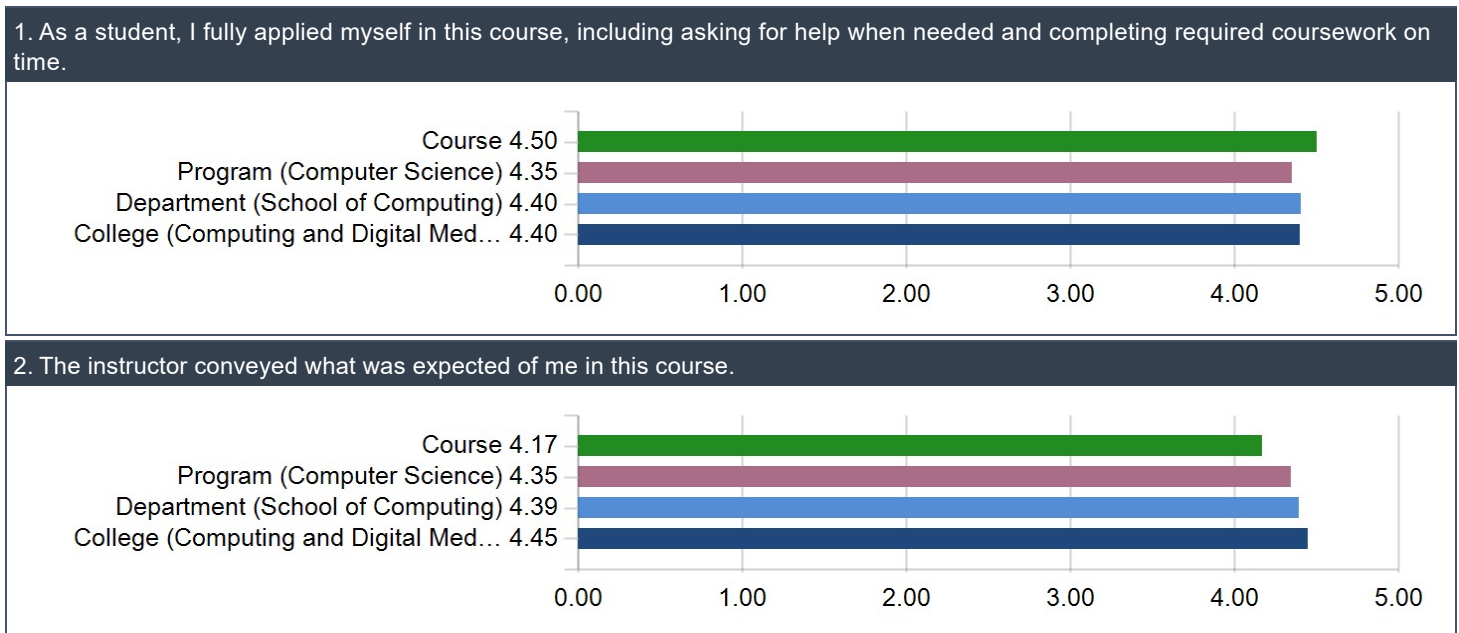 1. As a student, I fully applied myself in this course, including asking for help when needed and completing required coursework on
time.
Course 4.50
Program (Computer Science) 4.35
Department (School of Computing) 4.40
College (Computing and Digital Med... 4.40
0.00 1.00 2.00 3.00 4.00 5.00
2. The instructor conveyed what was expected of me in this course.
Course 4.17
Program (Computer Science) 4.35
Department (School of Computing) 4.39
College (Computing and Digital Med... 4.45
0.00 1.00 2.00 3.00 4.00 5.00